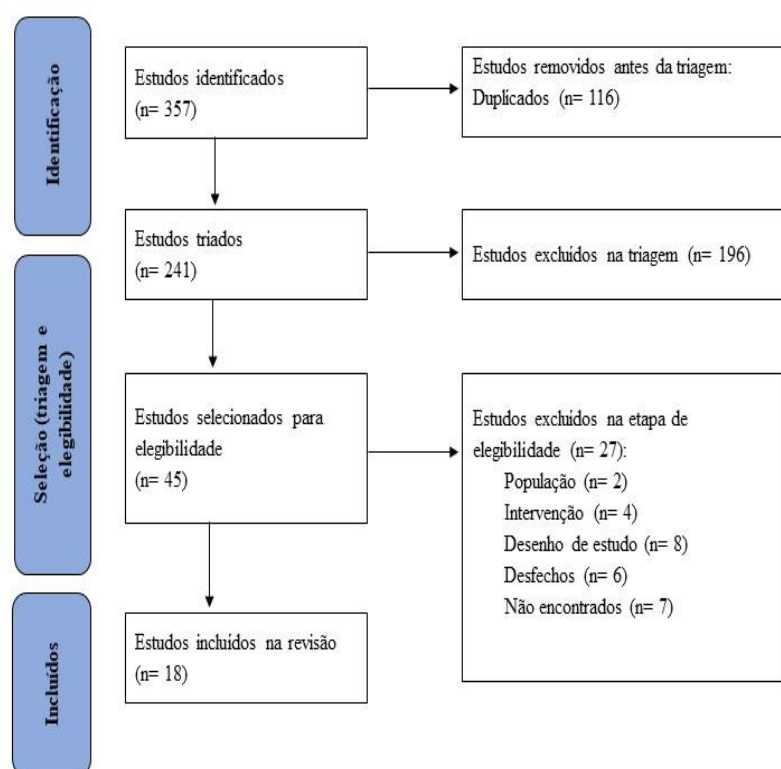 Identificação
Estudos identificados
(n= 357)
Estudos removidos antes da triagem:
Duplicados (n= 116)
Estudos triados
(n= 241)
Estudos excluídos na triagem (n= 196)
Seleção (triagem e
elegibilidade)
Estudos selecionados para
elegibilidade
(n= 45)
Estudos excluídos na etapa de
elegibilidade (n= 27):
População (n= 2)
Intervenção (n= 4)
Desenho de estudo (n= 8)
Desfechos (n= 6)
Não encontrados (n= 7)
Incluídos
Estudos incluídos na revisão
(n= 18)